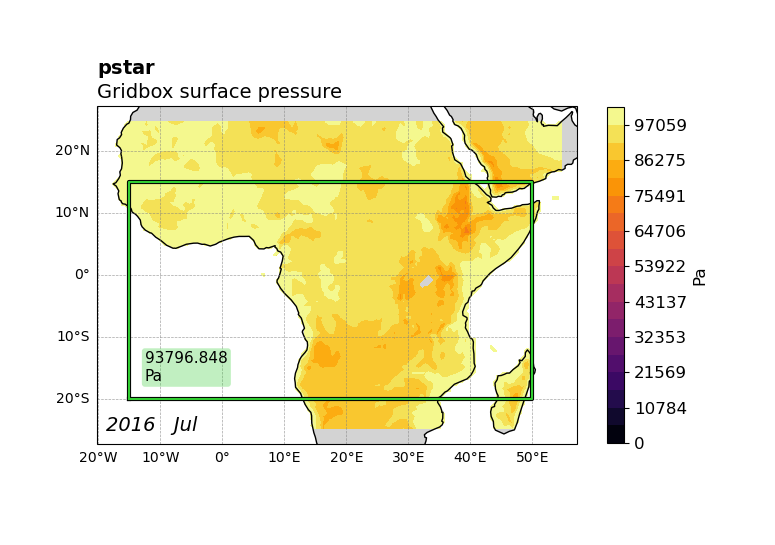 pstar
Gridbox surface pressure
20°N
10°N
0°
10°S
20°S
93796.848
Pa
2016 Jul
20°W
10°W
0°
10°E
20°E
30°E
40°E
50°E
97059
86275
75491
64706
53922
43137
32353
21569
10784
0
Pa